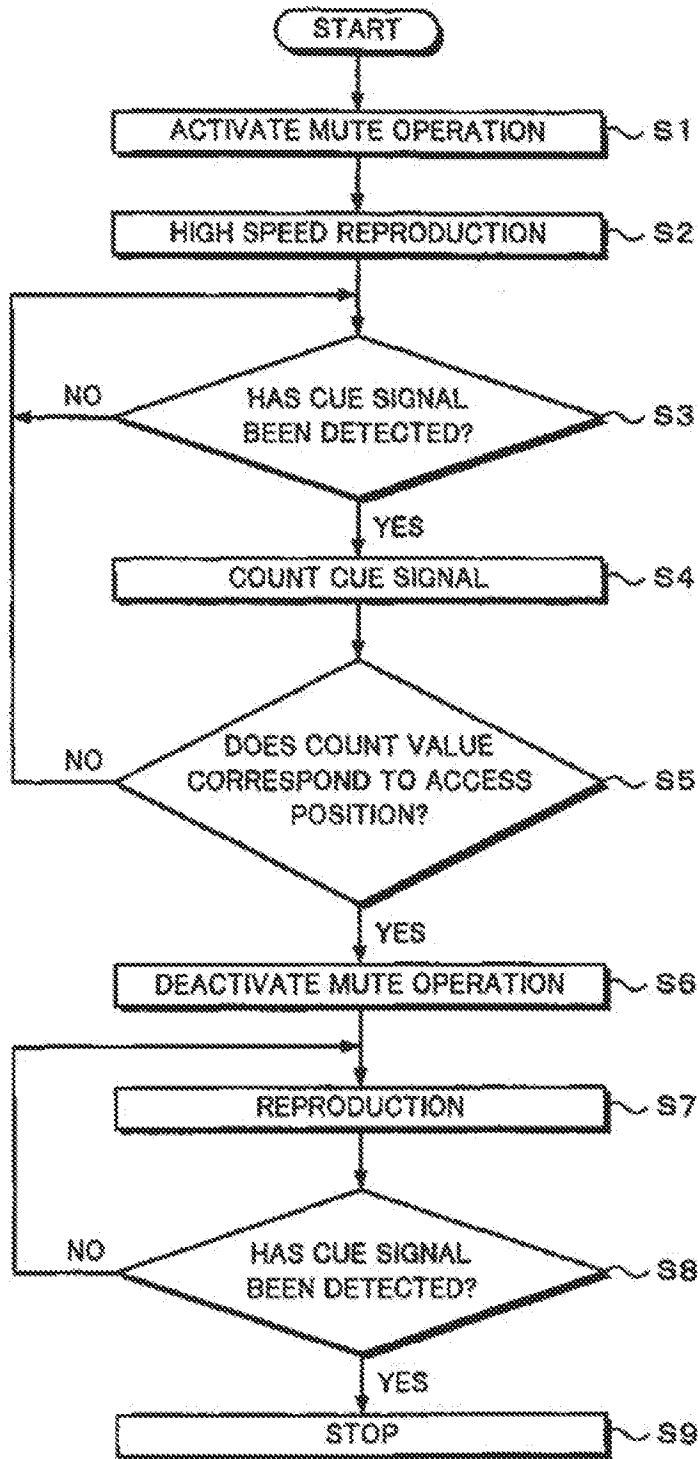 START
ACTIVATE MUTE OPERATION
S1
HIGH SPEED REPRODUCTION
S2
NO
HAS CUE SIGNAL
BEEN DETECTED?
S3
YES
COUNT CUE SIGNAL
S4
NO
DOES COUNT VALUE
CORRESPOND TO ACCESS
POSITION?
S5
YES
DEACTIVATE MUTE OPERATION
S6
REPRODUCTION
S7
NO
HAS CUE SIGNAL
BEEN DETECTED?
S8
YES
STOP
S9